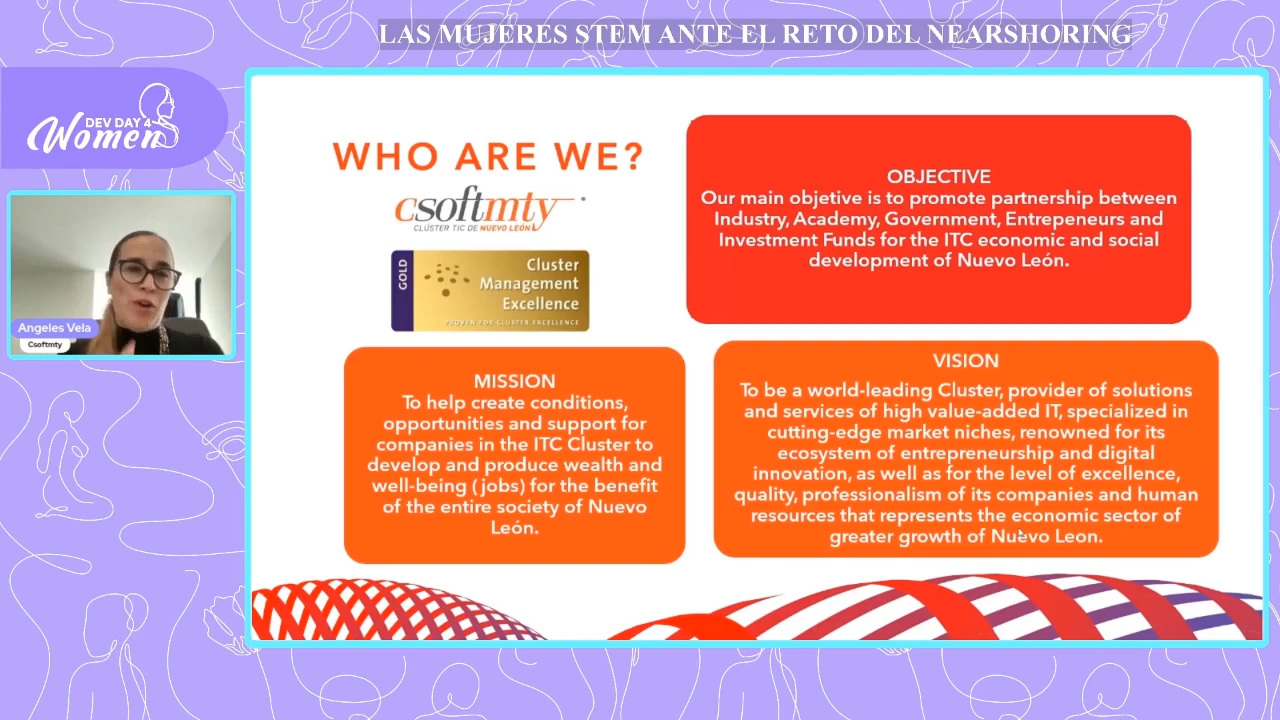 LAS MUJERES STEM ANTE EL RETO DEL NEARSHORING
DEV DAY 4
Women
Angeles Vela
Csoftmty
WHO ARE WE?
csoftmty
CLÚSTER TIC DE NUEVO LEÓN
GOLD
Cluster
Management
Excellence
PROVEN FOR CLUSTER EXCELLENCE
OBJECTIVE
Our main objetive is to promote partnership between
Industry, Academy, Government, Entrepeneurs and
Investment Funds for the ITC economic and social
development of Nuevo León.
MISSION
To help create conditions,
opportunities and support for
companies in the ITC Cluster to
develop and produce wealth and
well-being (jobs) for the benefit
of the entire society of Nuevo
León.
VISION
To be a world-leading Cluster, provider of solutions
and services of high value-added IT, specialized in
cutting-edge market niches, renowned for its
ecosystem of entrepreneurship and digital
innovation, as well as for the level of excellence,
quality, professionalism of its companies and human
resources that represents the economic sector of
greater growth of Nuevo Leon.